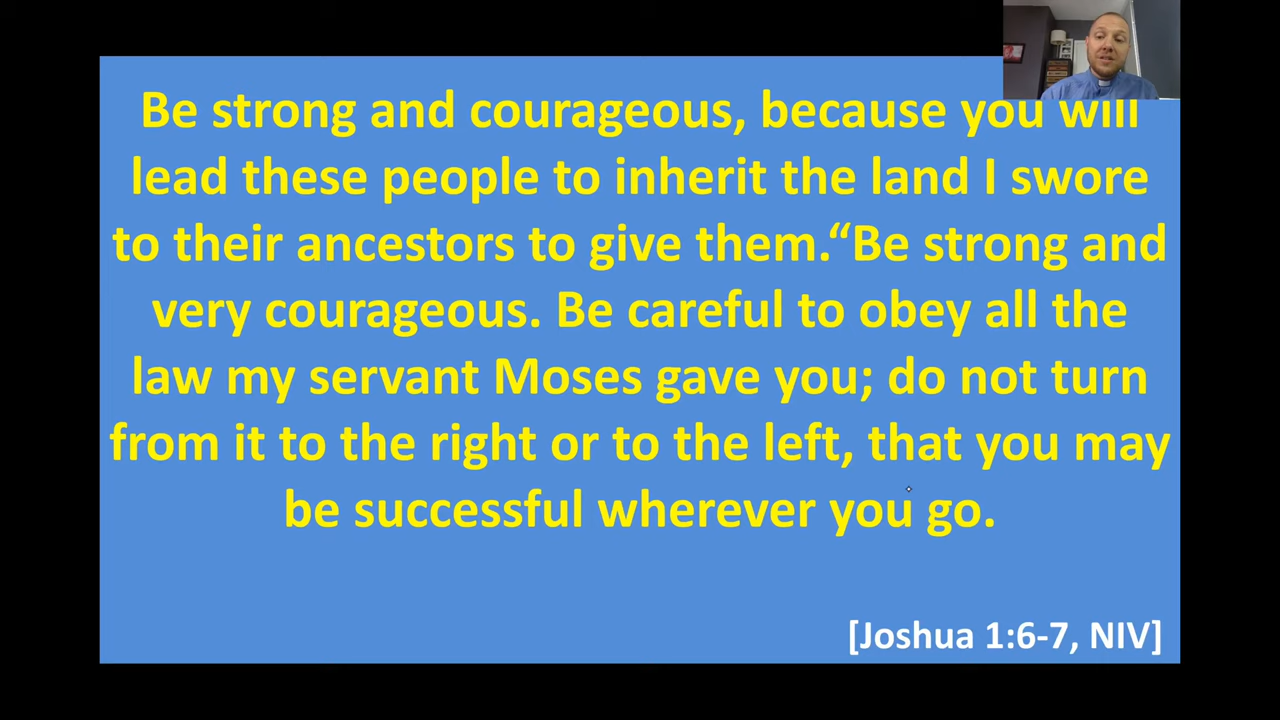 Be strong and courageous, because you will
lead these people to inherit the land I swore
to their ancestors to give them.“Be strong and
very courageous. Be careful to obey all the
law my servant Moses gave you; do not turn
from it to the right or to the left, that you may
be successful wherever you go.
[Joshua 1:6-7, NIV]